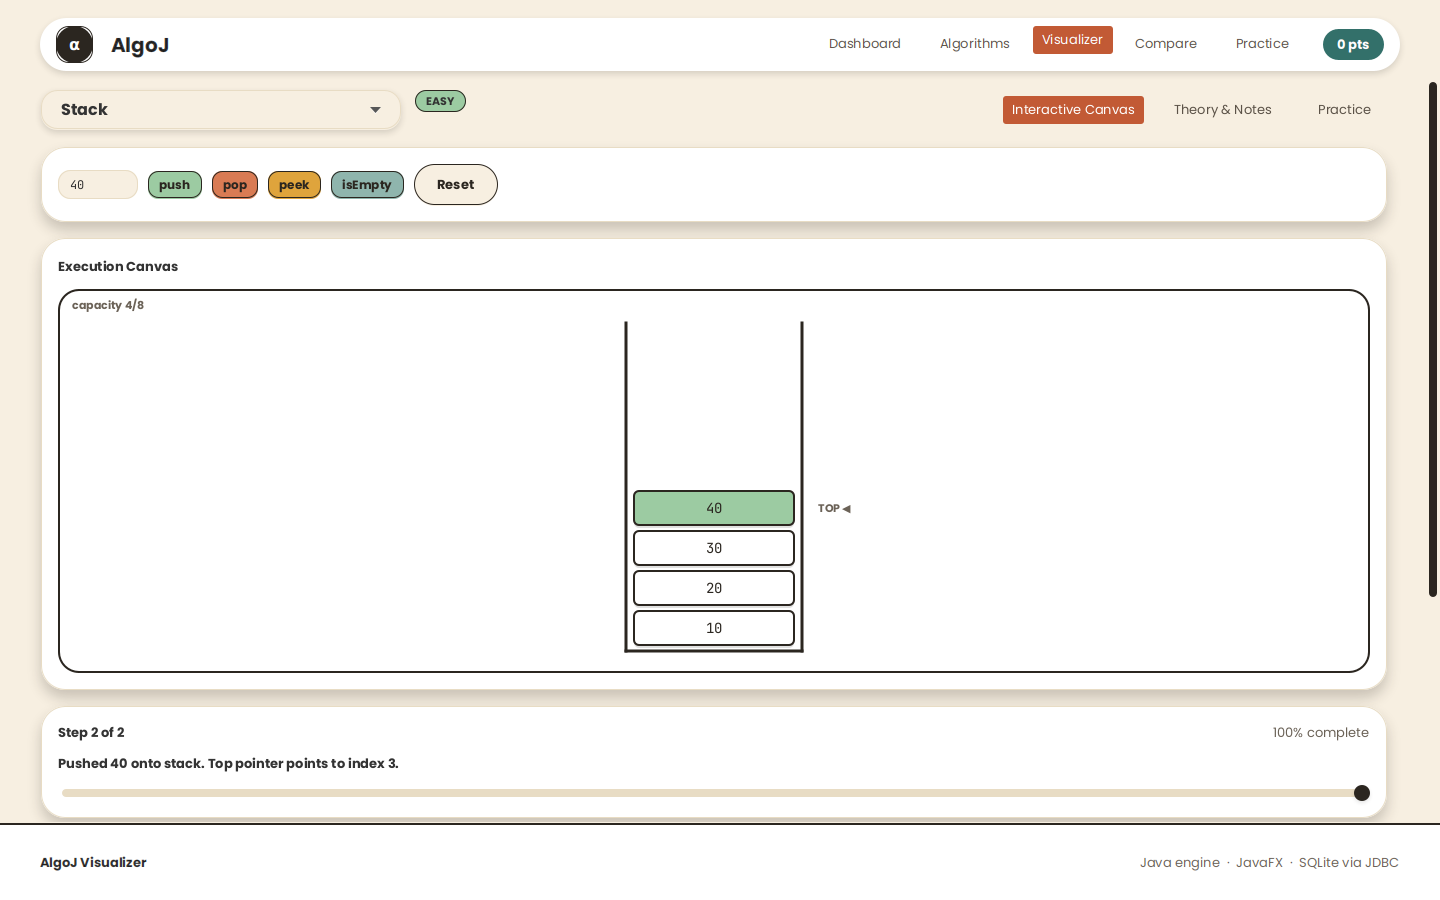 α AlgoJ Dashboard Algorithms Visualizer Compare Practice 0 pts
Stack EASY Interactive Canvas Theory & Notes Practice
40 push pop peek isEmpty Reset
Execution Canvas
capacity 4/8
40 TOP ◀
30
20
10
Step 2 of 2 100% complete
Pushed 40 onto stack. Top pointer points to index 3.
AlgoJ Visualizer Java engine · JavaFX · SQLite via JDBC